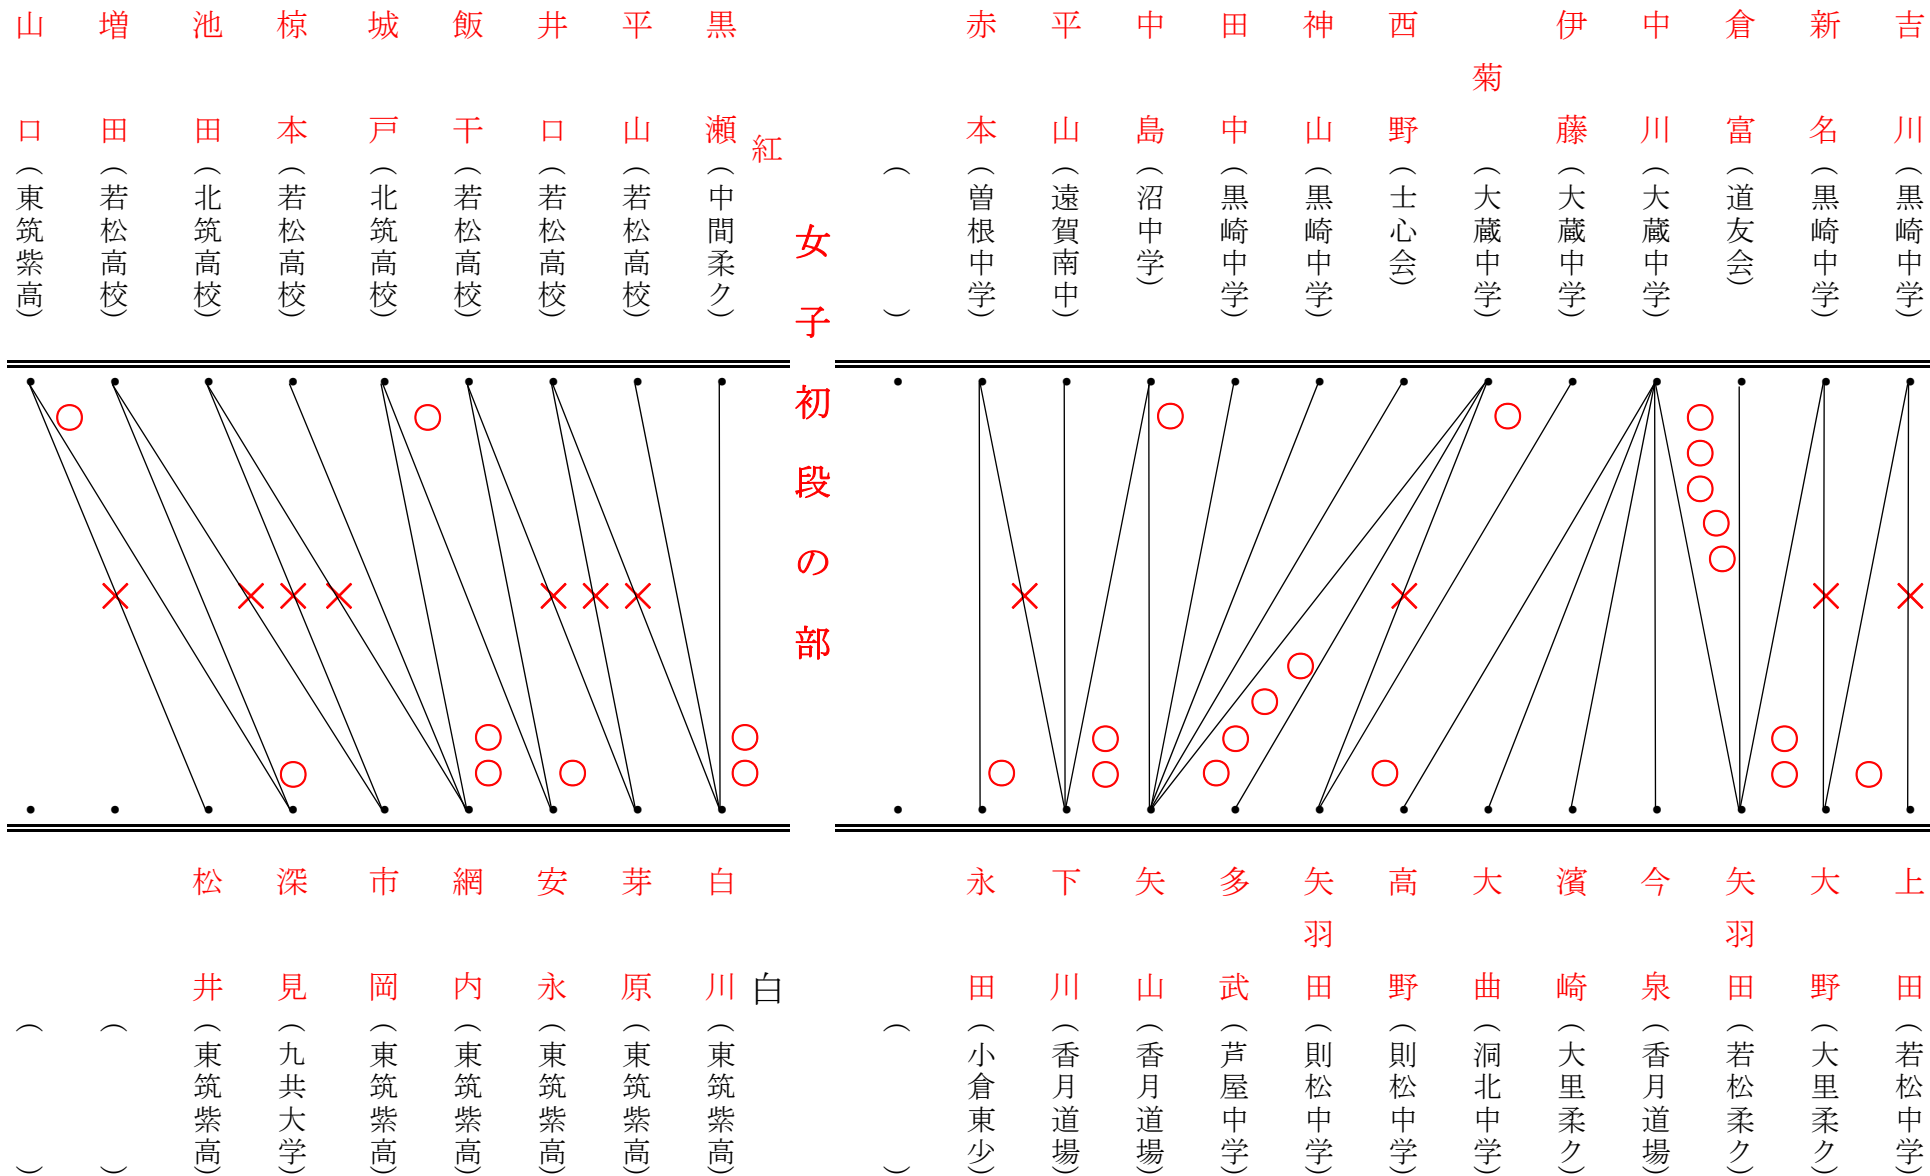 吉川（黒崎中学）
新名（黒崎中学）
倉富（道友会）
中川（大蔵中学）
伊藤（大蔵中学）
菊（大蔵中学）
西野（士心会）
神山（黒崎中学）
田中（黒崎中学）
中島（沼中学）
平山（遠賀南中）
赤本（曽根中学）
（　）
上田（若松中学）
大野（大里柔ク）
矢羽田（若松柔ク）
今泉（香月道場）
濱崎（大里柔ク）
大曲（洞北中学）
高野（則松中学）
矢羽田（則松中学）
多武（芦屋中学）
矢山（香月道場）
下川（香月道場）
永田（小倉東少）
（　）
女子初段の部
紅
黒瀬（中間柔ク）
平山（若松高校）
井口（若松高校）
飯干（若松高校）
城戸（北筑高校）
椋本（若松高校）
池田（北筑高校）
増田（若松高校）
山口（東筑紫高）
白
白川（東筑紫高）
芽原（東筑紫高）
安永（東筑紫高）
網内（東筑紫高）
市岡（東筑紫高）
深見（九共大学）
松井（東筑紫高）
（　）
（　）